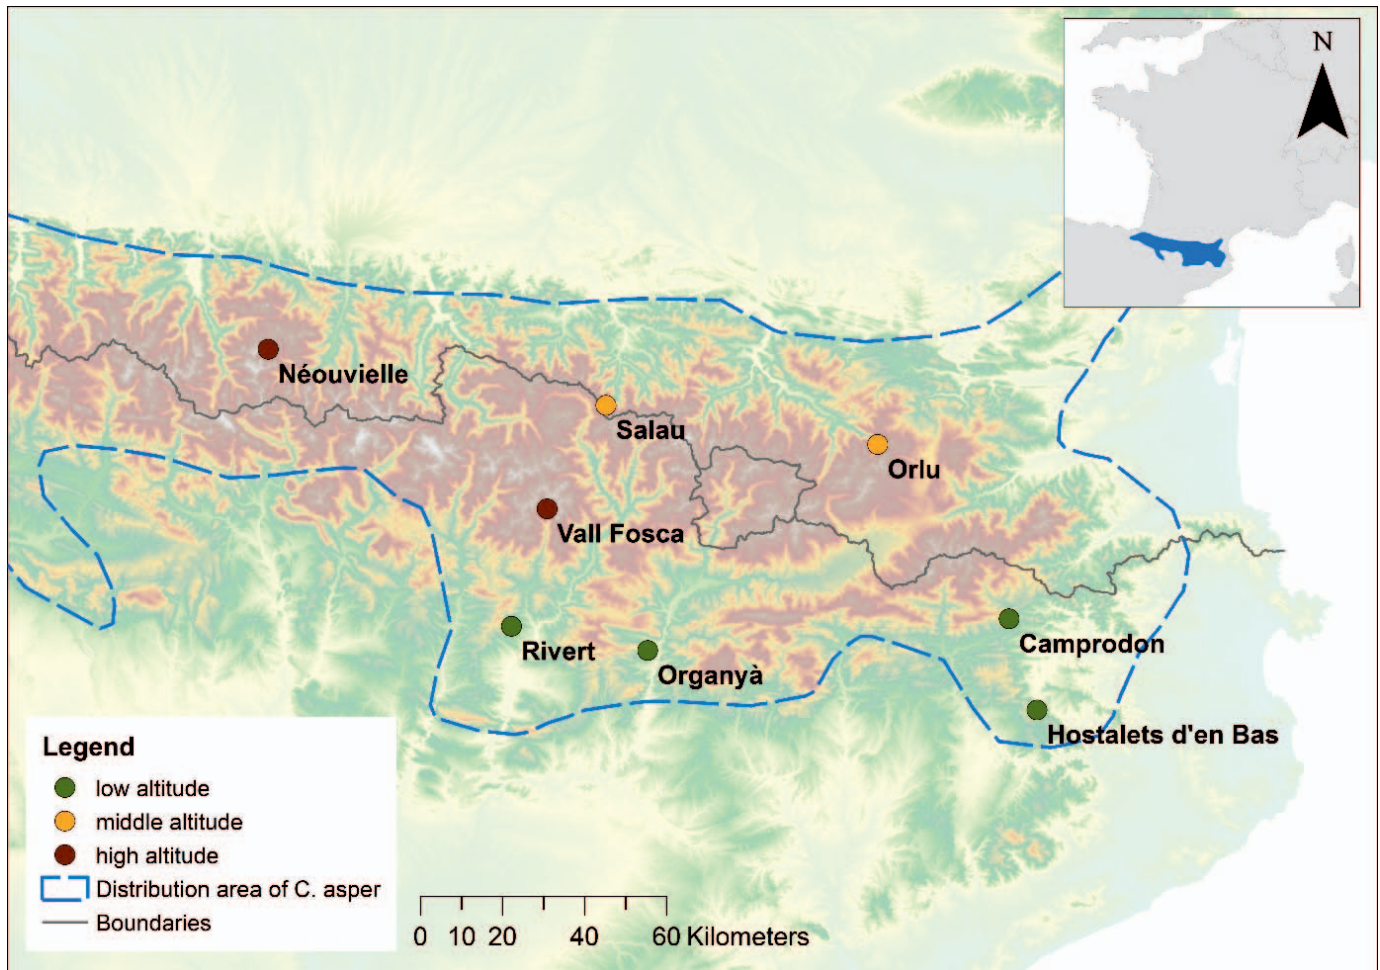 N
Néouvielle
Salau
Orlu
Vall Fosca
Rivert
Organyà
Camprodon
Hostalets d'en Bas
Legend
low altitude
middle altitude
high altitude
Distribution area of C. asper
Boundaries
0 10 20 40 60 Kilometers